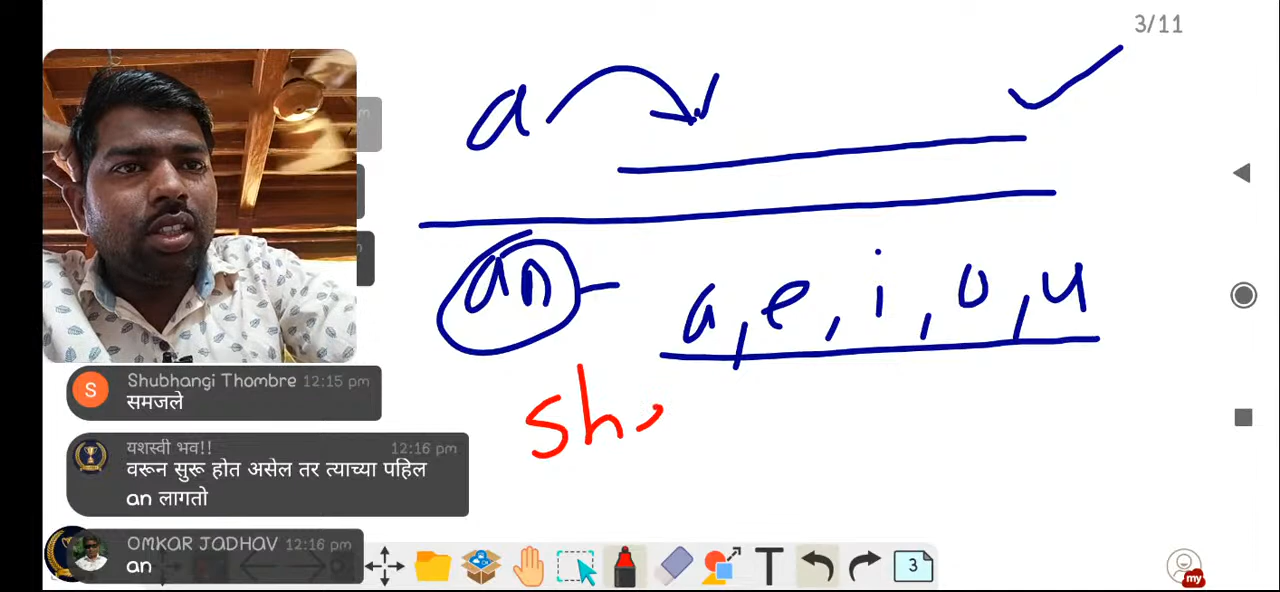 3/11
a
an - a, e, i, o, u
sh
Shubhangi Thombre 12:15 pm
समजले
यशस्वी भव!! 12:16 pm
वरून सुरू होत असेल तर त्याच्या पहिल
an लागतो
OMKAR JADHAV 12:16 pm
an
T
3
my